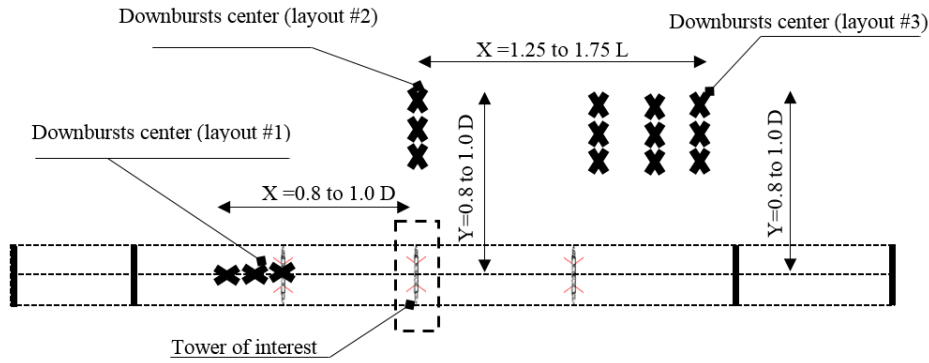 Downbursts center (layout #2)
Downbursts center (layout #3)
X =1.25 to 1.75 L
Downbursts center (layout #1)
X =0.8 to 1.0 D
Y=0.8 to 1.0 D
Y=0.8 to 1.0 D
Tower of interest